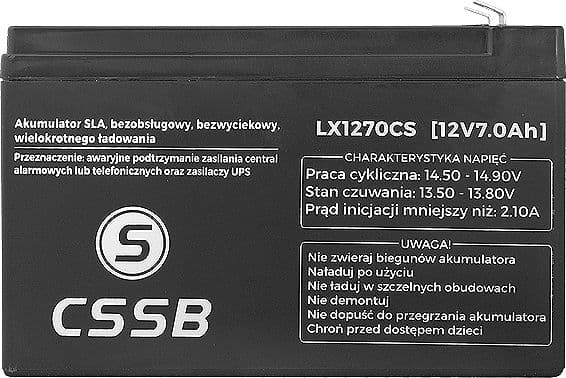 Akumulator SLA, bezobsługowy, bezwyciekowy,
wielokrotnego ładowania
Przeznaczenie: awaryjne podtrzymanie zasilania central
alarmowych lub telefonicznych oraz zasilaczy UPS
S
CSSB
LX1270CS [12V7.0Ah]
CHARAKTERYSTYKA NAPIĘĆ
Praca cykliczna: 14.50 - 14.90V
Stan czuwania: 13.50 - 13.80V
Prąd inicjacji mniejszy niż: 2.10A
UWAGA!
Nie zwieraj biegunów akumulatora
Naładuj po użyciu
Nie ładuj w szczelnych obudowach
Nie demontuj
Nie dopuść do przegrzania akumulatora
Chroń przed dostępem dzieci